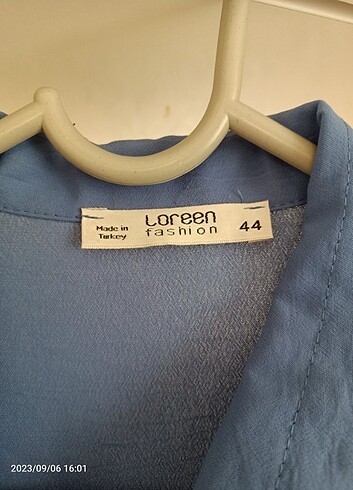 Made in
Turkey
Loreen
fashion
44
2023/09/06 16:01